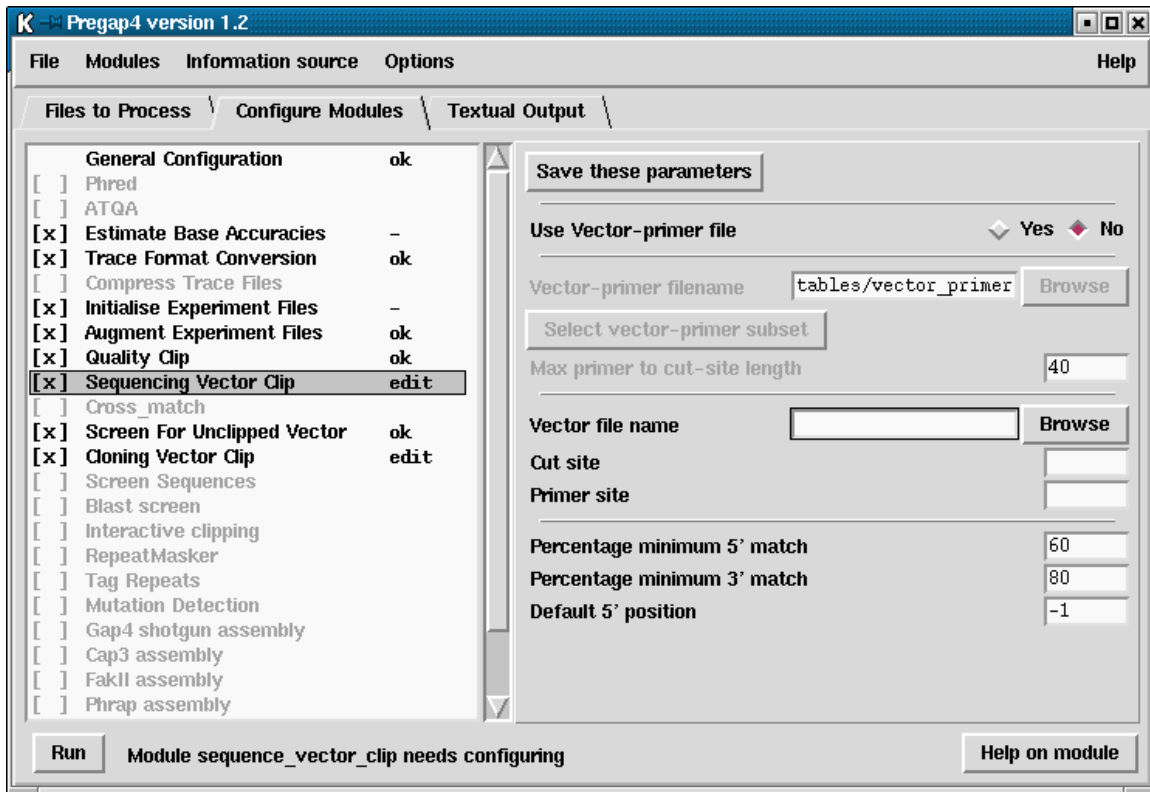 Pregap4 version 1.2
File Modules Information source Options Help
Files to Process Configure Modules Textual Output
General Configuration ok
[ ] Phred
[ ] ATQA
[x] Estimate Base Accuracies -
[x] Trace Format Conversion ok
[ ] Compress Trace Files
[x] Initialise Experiment Files -
[x] Augment Experiment Files ok
[x] Quality Clip ok
[x] Sequencing Vector Clip edit
[ ] Cross_match
[x] Screen For Unclipped Vector ok
[x] Cloning Vector Clip edit
[ ] Screen Sequences
[ ] Blast screen
[ ] Interactive clipping
[ ] RepeatMasker
[ ] Tag Repeats
[ ] Mutation Detection
[ ] Gap4 shotgun assembly
[ ] Cap3 assembly
[ ] FakII assembly
[ ] Phrap assembly
Save these parameters
Use Vector-primer file Yes No
Vector-primer filename tables/vector_primer Browse
Select vector-primer subset
Max primer to cut-site length 40
Vector file name Browse
Cut site
Primer site
Percentage minimum 5' match 60
Percentage minimum 3' match 80
Default 5' position -1
Run Module sequence_vector_clip needs configuring Help on module